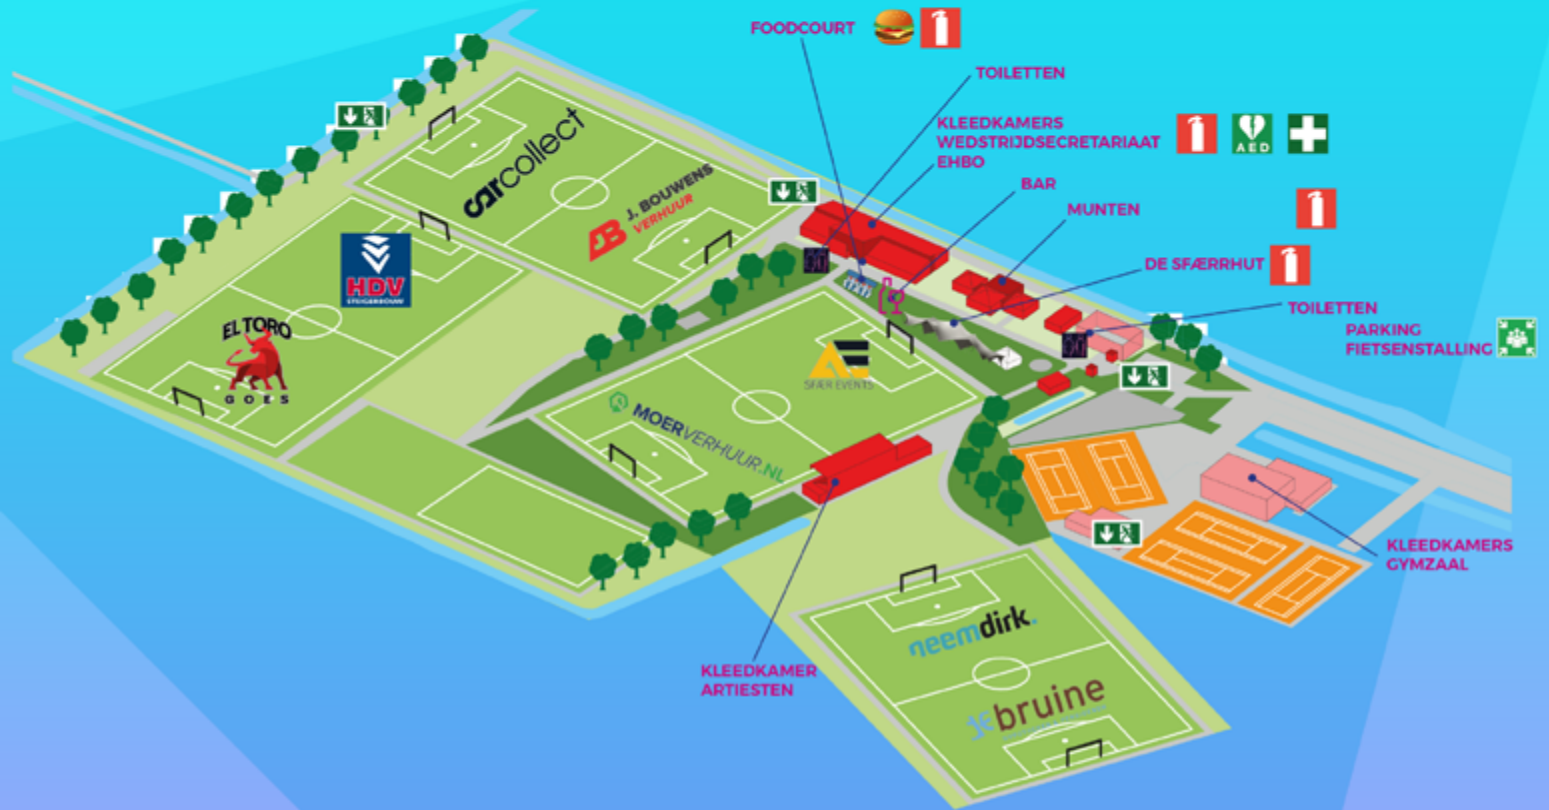 FOODCOURT
TOILETTEN
KLEEDKAMERS
WEDSTRIJDSECRETARIAAT
EHBO
AED
BAR
MUNTEN
DE SFÆRRHUT
TOILETTEN
PARKING
FIETSENSTALLING
carcollect
J. BOUWENS
VERHUUR
HDV
STEIGERBOUW
EL TORO
GOES
SFÆR EVENTS
MOERVERHUUR.NL
KLEEDKAMERS
GYMZAAL
KLEEDKAMER
ARTIESTEN
neemdirk.
bruine